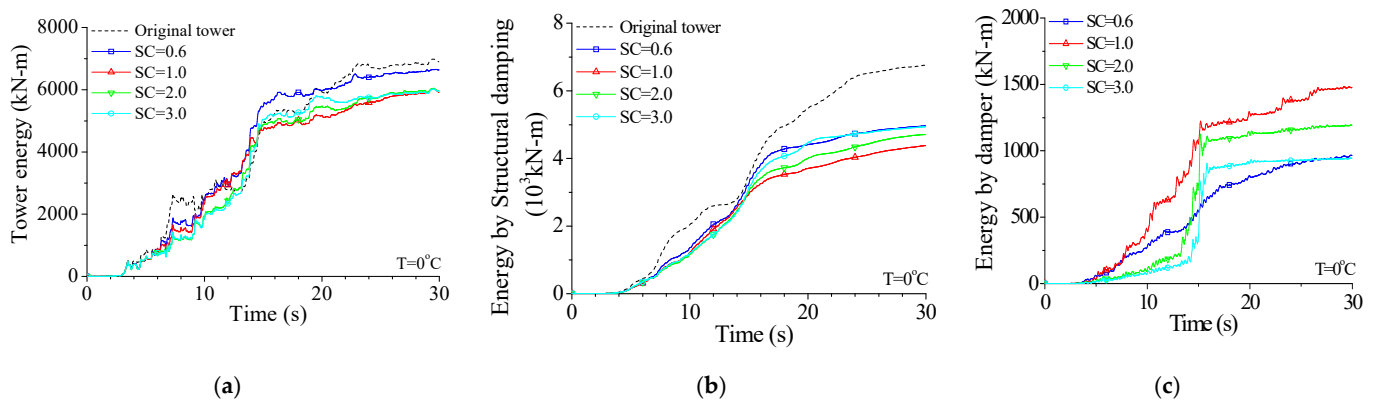 8000
6000
4000
2000
0
Tower energy (kN-m)
Original tower
SC=0.6
SC=1.0
SC=2.0
SC=3.0
T=0°C
0 10 20 30
Time (s)
(a)
8
6
4
2
0
Energy by Structural damping
(10³kN-m)
Original tower
SC=0.6
SC=1.0
SC=2.0
SC=3.0
T=0°C
0 10 20 30
Time (s)
(b)
2000
1500
1000
500
0
Energy by damper (kN-m)
SC=0.6
SC=1.0
SC=2.0
SC=3.0
T=0°C
0 10 20 30
Time (s)
(c)